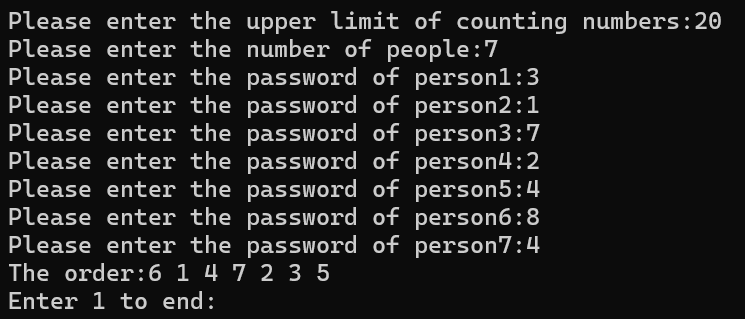 Please enter the upper limit of counting numbers:20
Please enter the number of people:7
Please enter the password of person1:3
Please enter the password of person2:1
Please enter the password of person3:7
Please enter the password of person4:2
Please enter the password of person5:4
Please enter the password of person6:8
Please enter the password of person7:4
The order:6 1 4 7 2 3 5
Enter 1 to end: